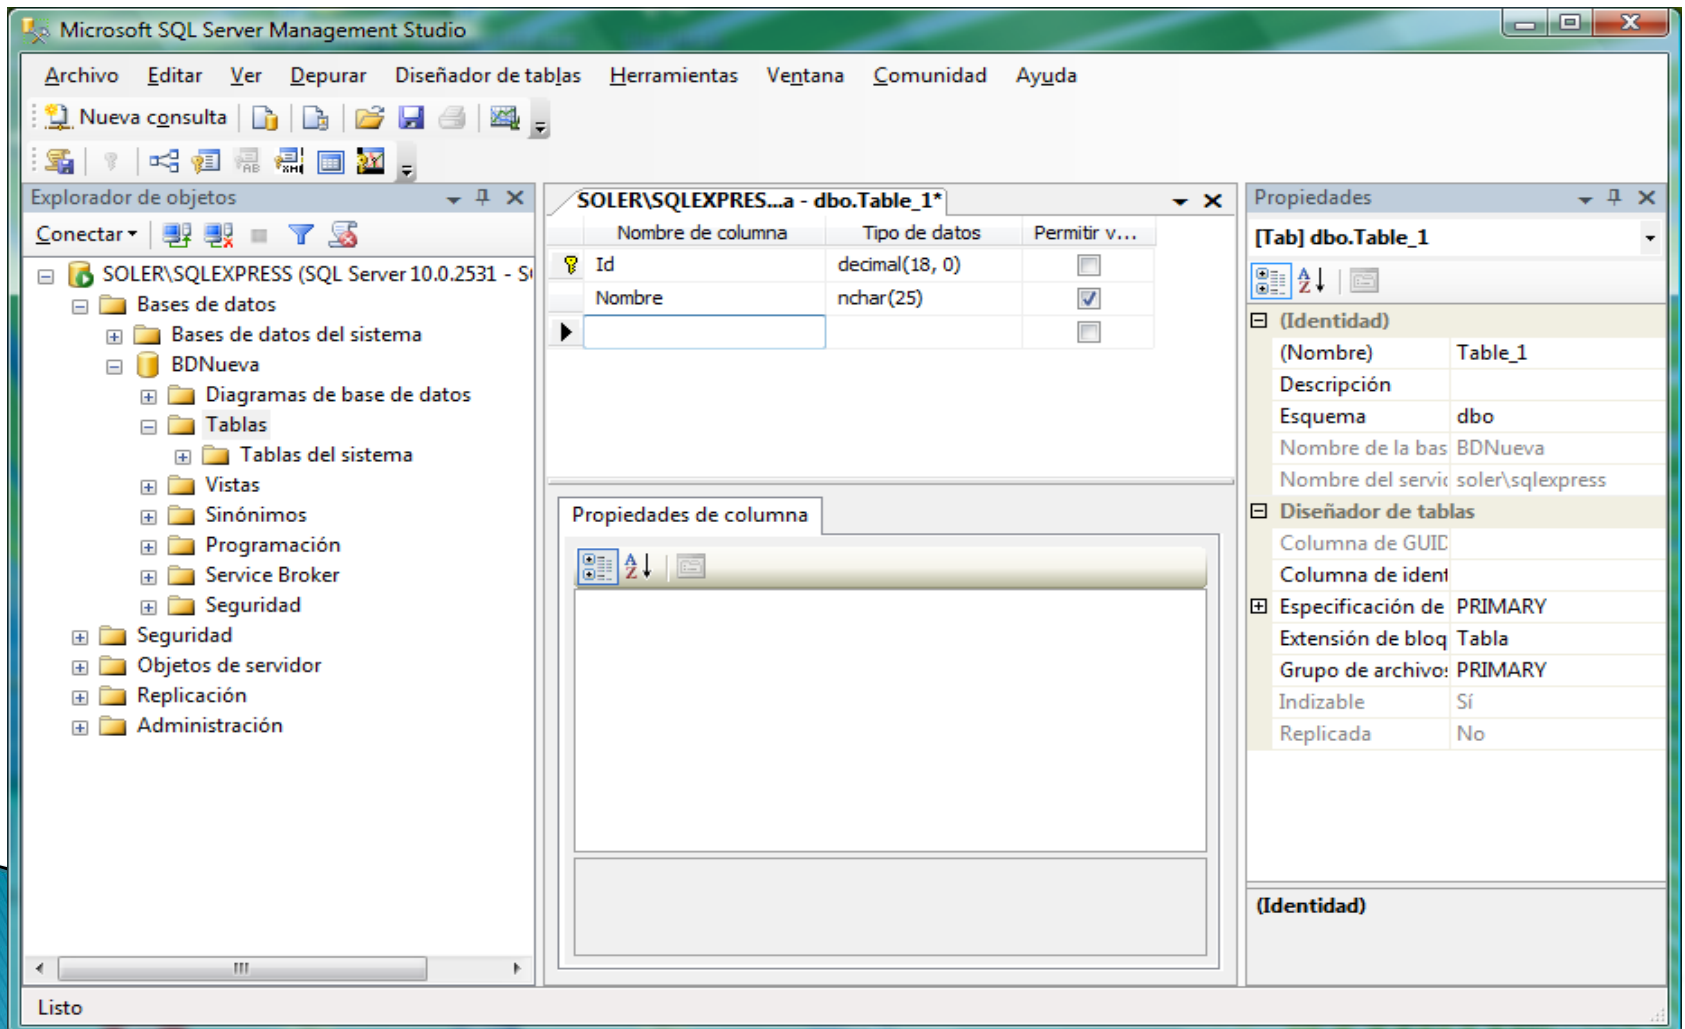 Microsoft SQL Server Management Studio
Archivo Editar Ver Depurar Diseñador de tablas Herramientas Ventana Comunidad Ayuda
Nueva consulta
Explorador de objetos
Conectar
SOLER\SQLEXPRESS (SQL Server 10.0.2531 - S
Bases de datos
Bases de datos del sistema
BDNueva
Diagramas de base de datos
Tablas
Tablas del sistema
Vistas
Sinónimos
Programación
Service Broker
Seguridad
Seguridad
Objetos de servidor
Replicación
Administración
SOLER\SQLEXPRES...a - dbo.Table_1*
Nombre de columna Tipo de datos Permitir v...
Id decimal(18, 0)
Nombre nchar(25)
Propiedades de columna
Propiedades
[Tab] dbo.Table_1
(Identidad)
(Nombre) Table_1
Descripción
Esquema dbo
Nombre de la bas BDNueva
Nombre del servic soler\sqlexpress
Diseñador de tablas
Columna de GUID
Columna de ident
Especificación de PRIMARY
Extensión de bloq Tabla
Grupo de archivos PRIMARY
Indizable Sí
Replicada No
(Identidad)
Listo